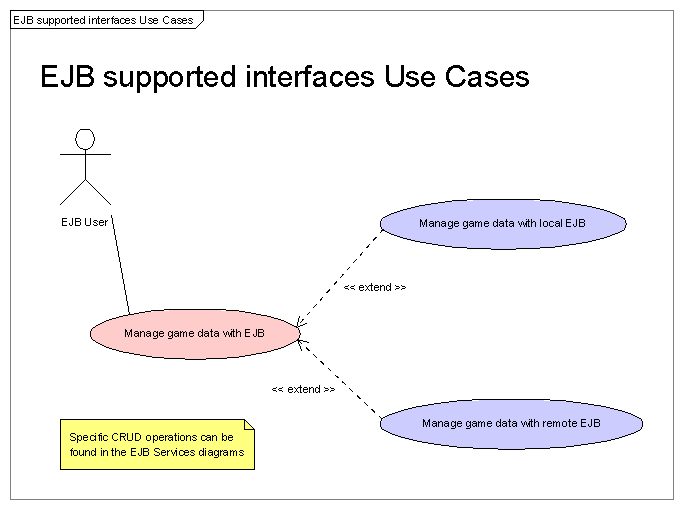 EJB supported interfaces Use Cases
EJB supported interfaces Use Cases
EJB User
Manage game data with local EJB
<< extend >>
Manage game data with EJB
<< extend >>
Manage game data with remote EJB
Specific CRUD operations can be
found in the EJB Services diagrams